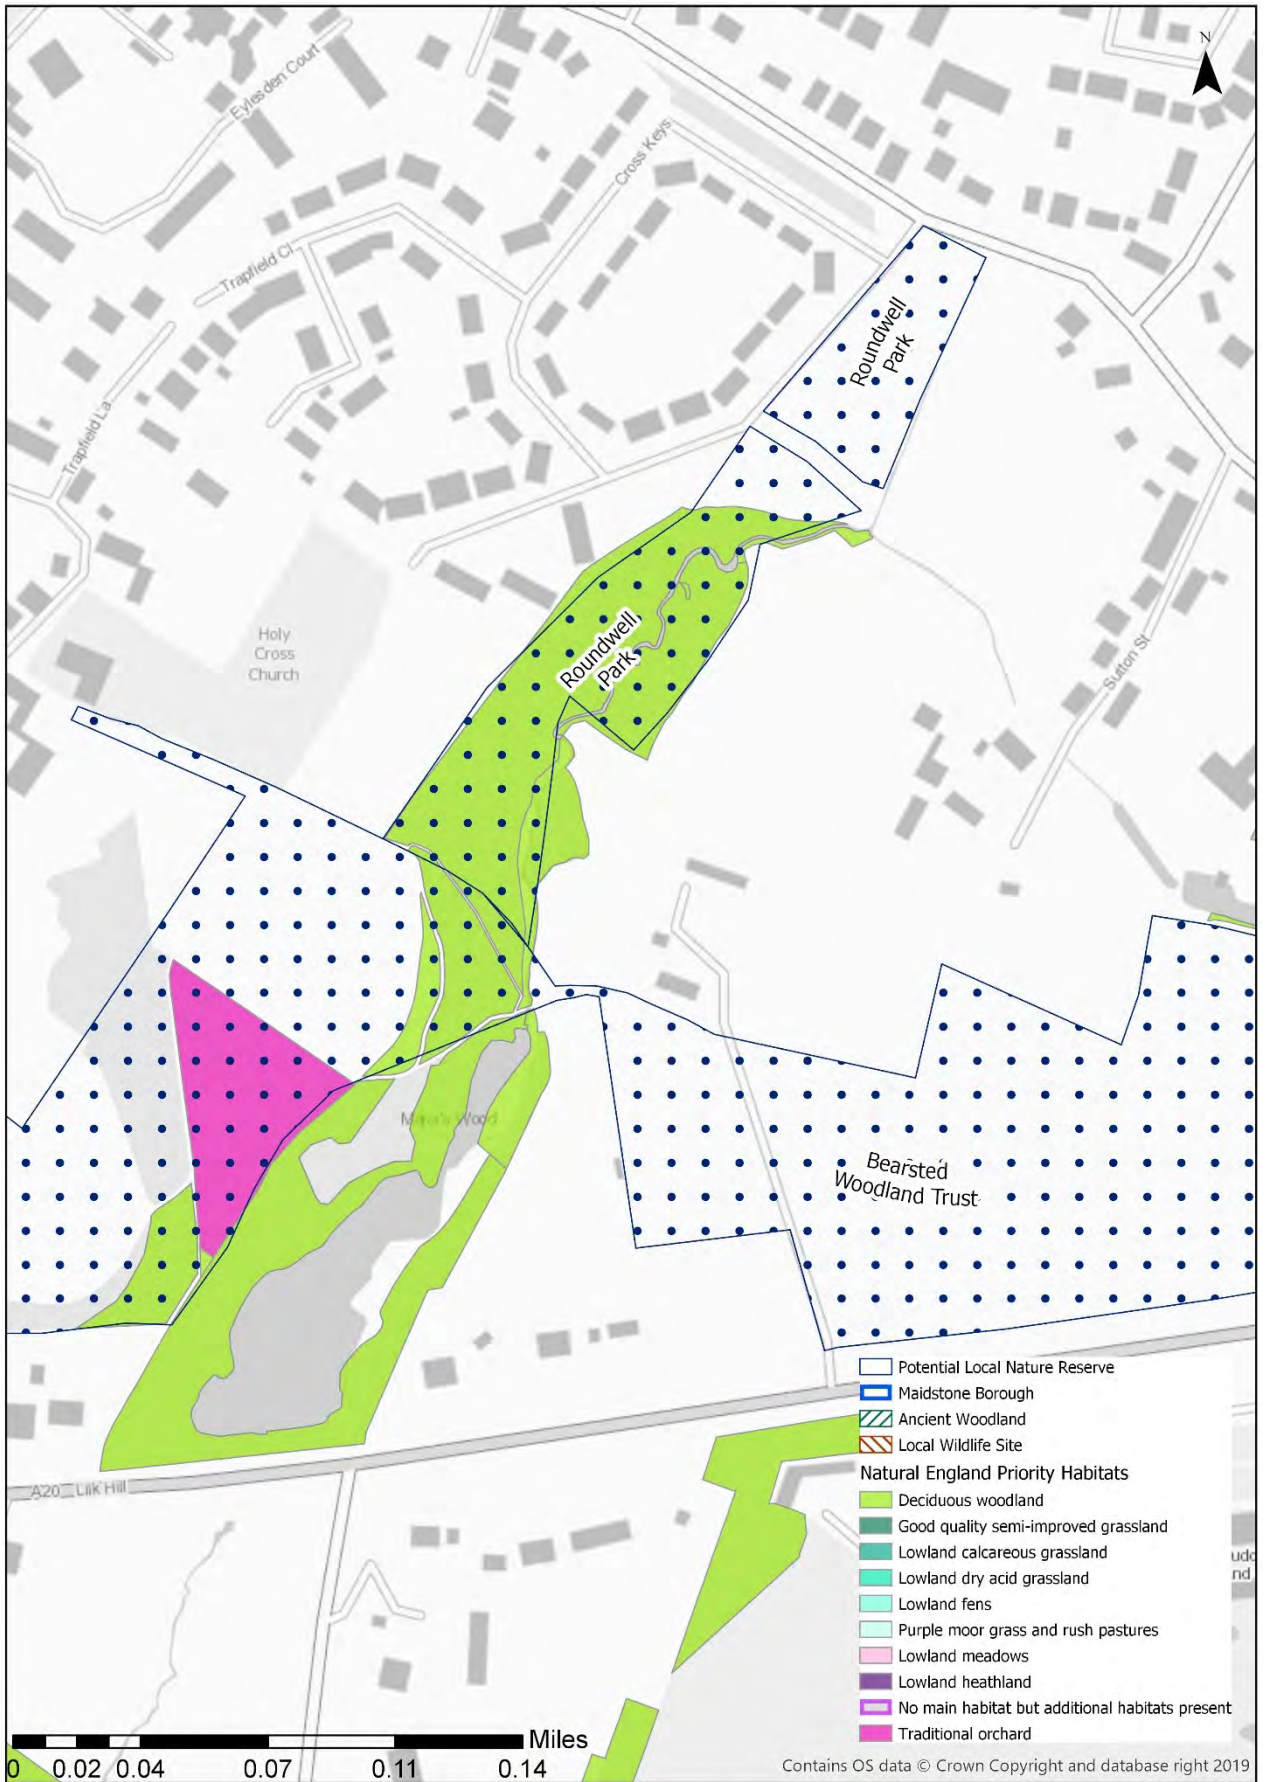 N
Eylesden Court
Cross Keys
Trapfield Cl
Roundwell
Park
Trapfield La
Holy
Cross
Church
Roundwell
Park
Sutton St
Bearsted
Woodland Trust
Wood
Potential Local Nature Reserve
Maidstone Borough
Ancient Woodland
Local Wildlife Site
Natural England Priority Habitats
Deciduous woodland
Good quality semi-improved grassland
Lowland calcareous grassland
Lowland dry acid grassland
Lowland fens
Purple moor grass and rush pastures
Lowland meadows
Lowland heathland
No main habitat but additional habitats present
Traditional orchard
A20 Lilk Hill
Miles
0 0.02 0.04 0.07 0.11 0.14
Contains OS data © Crown Copyright and database right 2019